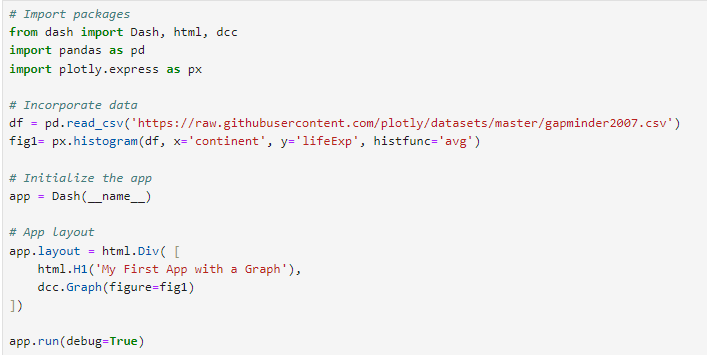 # Import packages
from dash import Dash, html, dcc
import pandas as pd
import plotly.express as px

# Incorporate data
df = pd.read_csv('https://raw.githubusercontent.com/plotly/datasets/master/gapminder2007.csv')
fig1= px.histogram(df, x='continent', y='lifeExp', histfunc='avg')

# Initialize the app
app = Dash(__name__)

# App layout
app.layout = html.Div( [
    html.H1('My First App with a Graph'),
    dcc.Graph(figure=fig1)
])

app.run(debug=True)